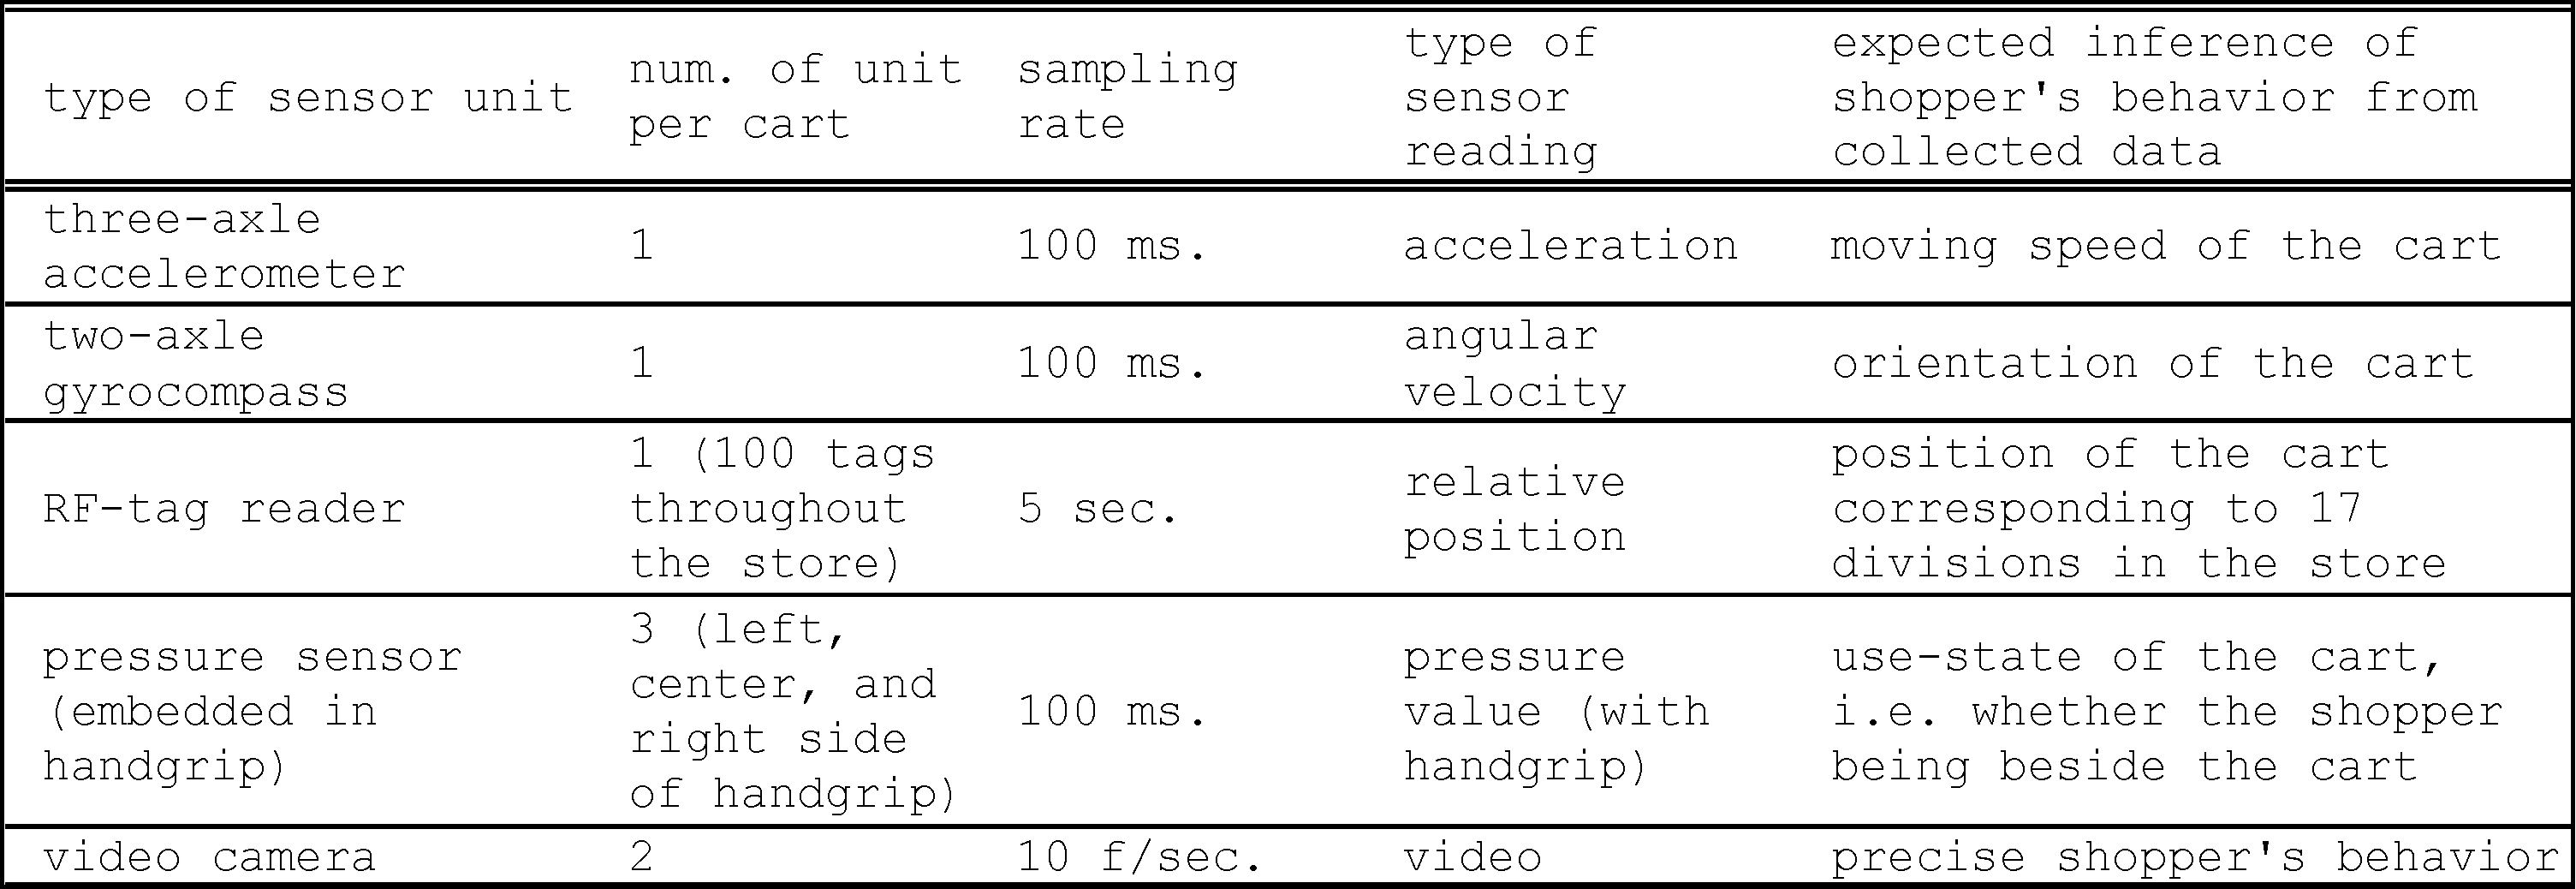 type of sensor unit
num. of unit
per cart
sampling
rate
type of
sensor
reading
expected inference of
shopper's behavior from
collected data
three-axle
accelerometer
1
100 ms.
acceleration
moving speed of the cart
two-axle
gyrocompass
1
100 ms.
angular
velocity
orientation of the cart
RF-tag reader
1 (100 tags
throughout
the store)
5 sec.
relative
position
position of the cart
corresponding to 17
divisions in the store
pressure sensor
(embedded in
handgrip)
3 (left,
center, and
right side
of handgrip)
100 ms.
pressure
value (with
handgrip)
use-state of the cart,
i.e. whether the shopper
being beside the cart
video camera
2
10 f/sec.
video
precise shopper's behavior